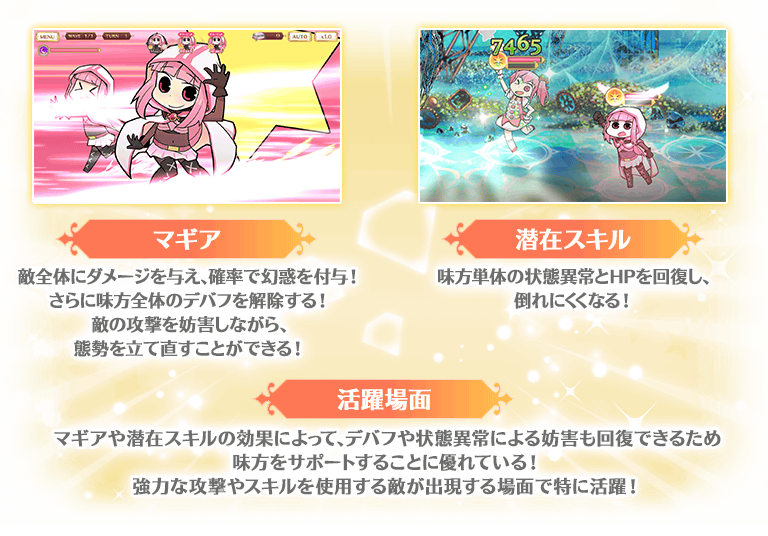 MENU
WAVE 1/1
TURN 1
AUTO
x1.0
7465
マギア
潜在スキル
敵全体にダメージを与え、確率で幻惑を付与！
さらに味方全体のデバフを解除する！
敵の攻撃を妨害しながら、
態勢を立て直すことができる！
味方単体の状態異常とHPを回復し、
倒れにくくなる！
活躍場面
マギアや潜在スキルの効果によって、デバフや状態異常による妨害も回復できるため
味方をサポートすることに優れている！
強力な攻撃やスキルを使用する敵が出現する場面で特に活躍！